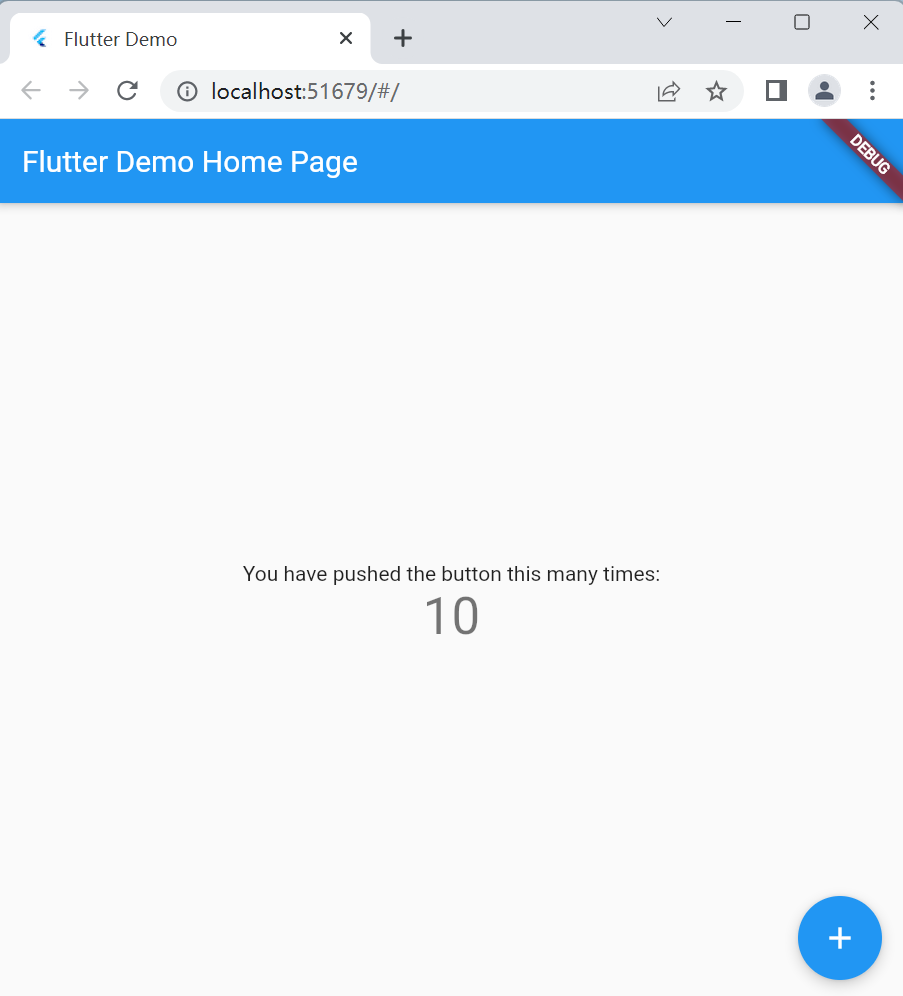 Flutter Demo
localhost:51679/#/
Flutter Demo Home Page
DEBUG
You have pushed the button this many times:
10